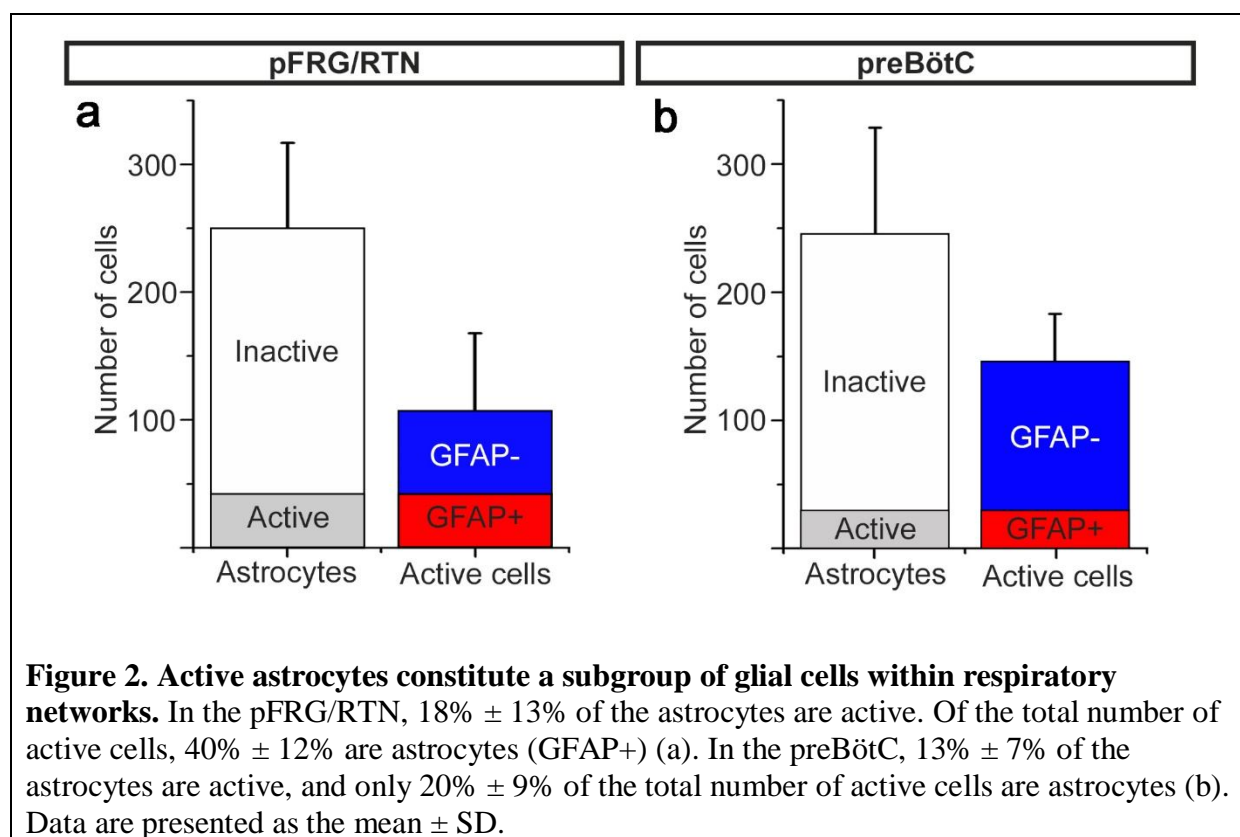 pFRG/RTN
preBötC
a
b
Number of cells
300
200
100
Inactive
Active
GFAP-
GFAP+
Astrocytes
Active cells
Number of cells
300
200
100
Inactive
Active
GFAP-
GFAP+
Astrocytes
Active cells
Figure 2. Active astrocytes constitute a subgroup of glial cells within respiratory
networks. In the pFRG/RTN, 18% ± 13% of the astrocytes are active. Of the total number of
active cells, 40% ± 12% are astrocytes (GFAP+) (a). In the preBötC, 13% ± 7% of the
astrocytes are active, and only 20% ± 9% of the total number of active cells are astrocytes (b).
Data are presented as the mean ± SD.